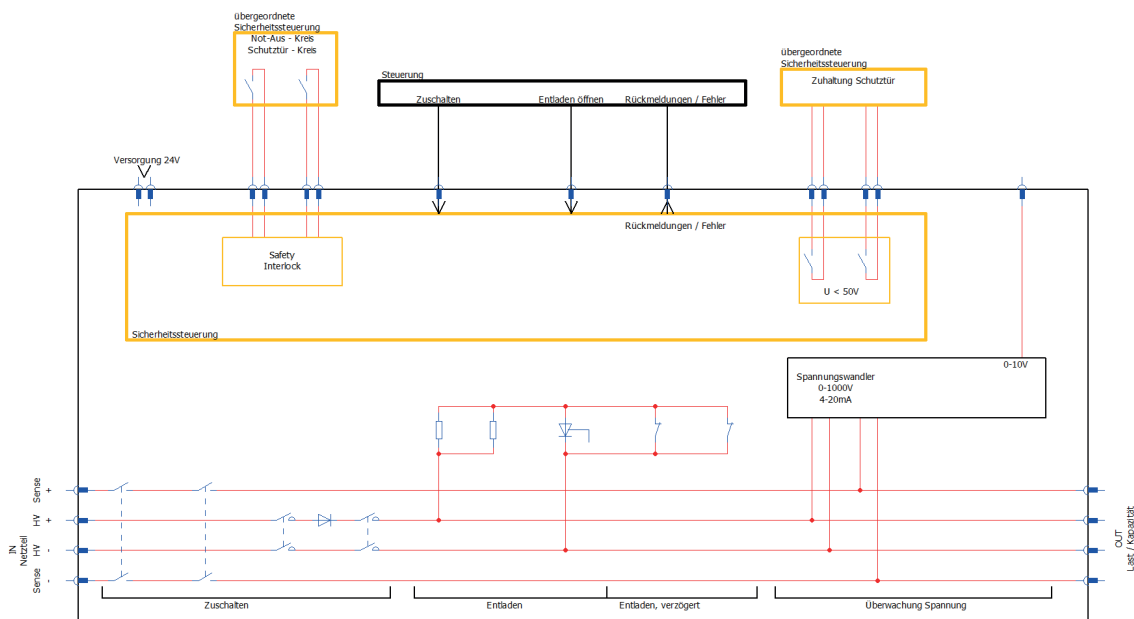 übergeordnete
Sicherheitssteuerung
Not-Aus - Kreis
Schutztür - Kreis
übergeordnete
Sicherheitssteuerung
Zuhaltung Schutztür
Steuerung
Zuschalten
Entladen öffnen
Rückmeldungen / Fehler
Versorgung 24V
Rückmeldungen / Fehler
Safety
Interlock
U < 50V
Sicherheitssteuerung
0-10V
Spannungswandler
0-1000V
4-20mA
IN
Netzteil
Sense +
HV +
HV -
Sense -
OUT
Last / Kapazität
Zuschalten
Entladen
Entladen, verzögert
Überwachung Spannung